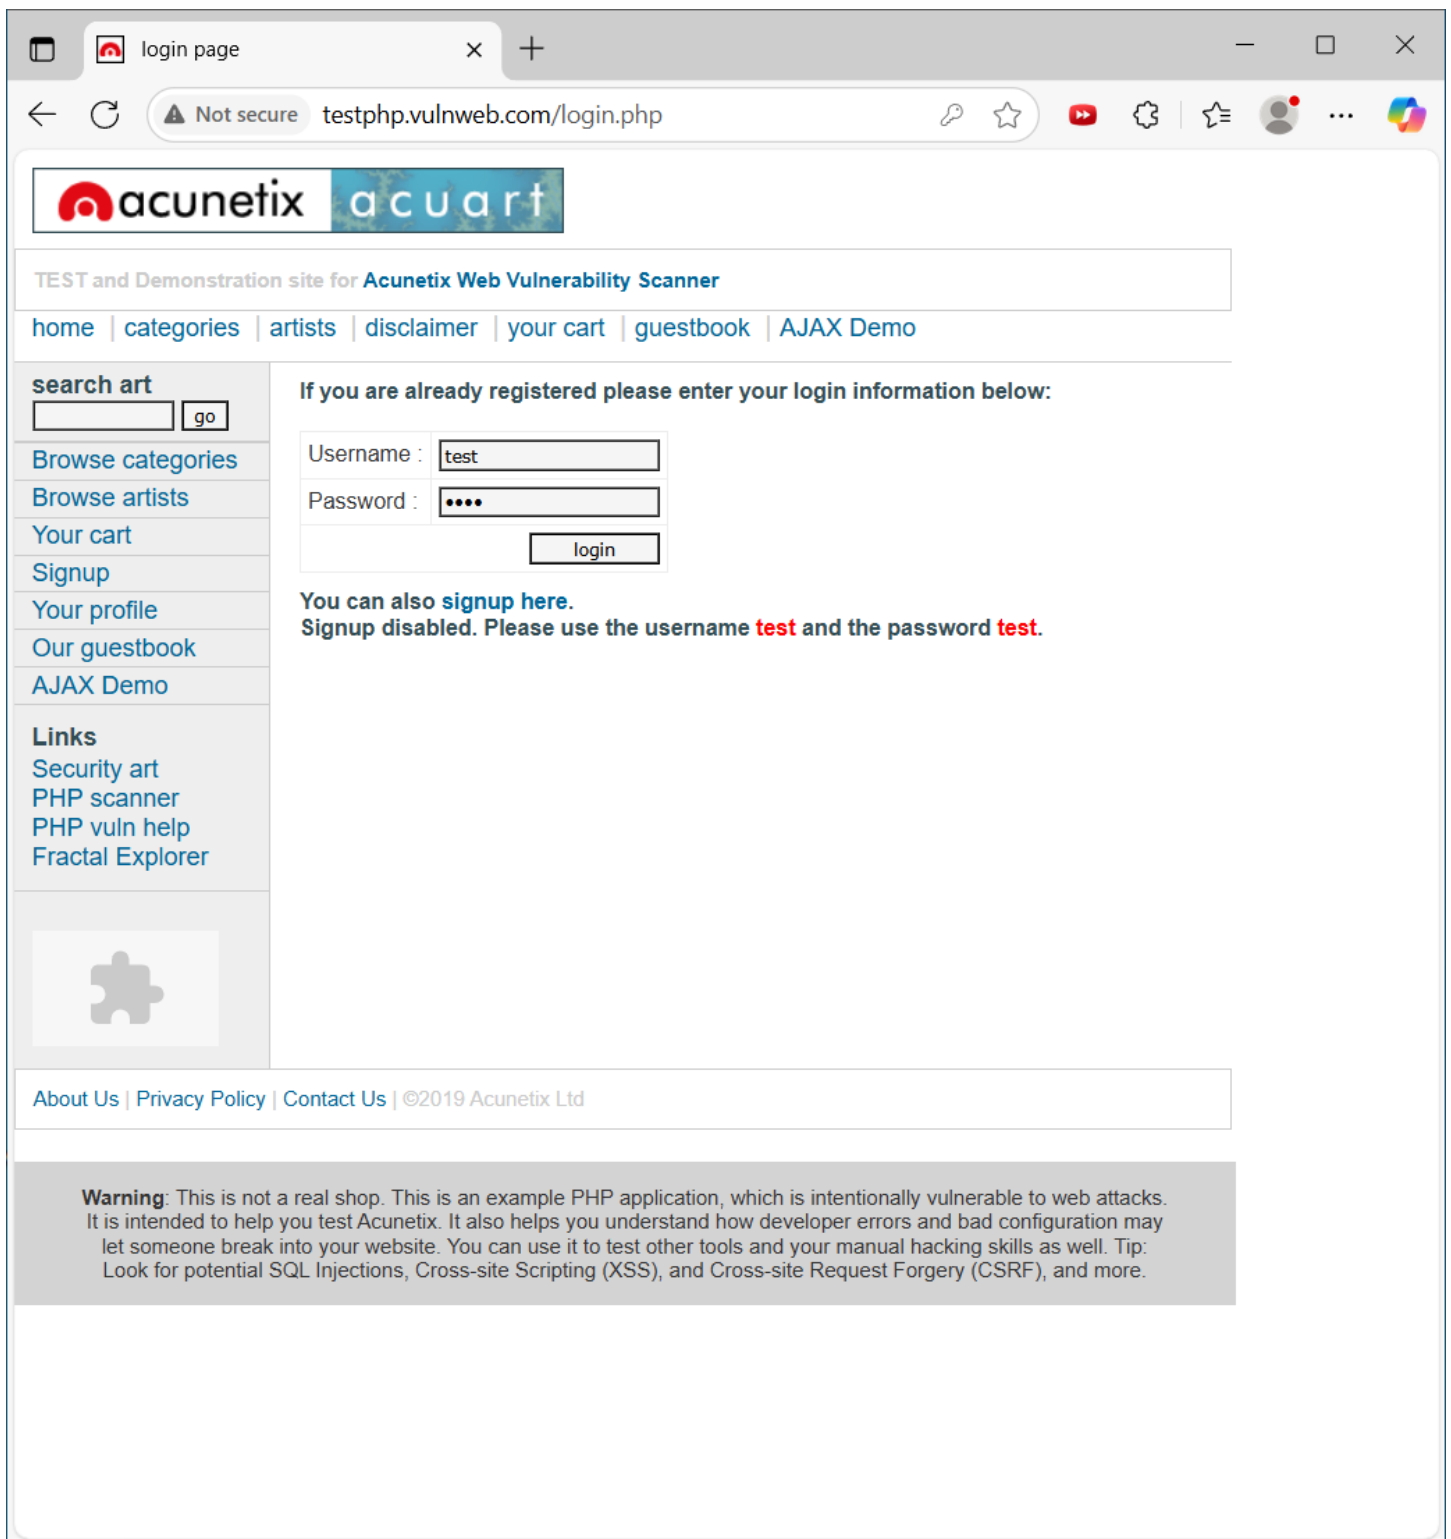 login page
Not secure testphp.vulnweb.com/login.php
acunetix acuart
TEST and Demonstration site for Acunetix Web Vulnerability Scanner
home | categories | artists | disclaimer | your cart | guestbook | AJAX Demo
search art
go
Browse categories
Browse artists
Your cart
Signup
Your profile
Our guestbook
AJAX Demo
Links
Security art
PHP scanner
PHP vuln help
Fractal Explorer
If you are already registered please enter your login information below:
Username : test
Password : ••••
login
You can also signup here.
Signup disabled. Please use the username test and the password test.
About Us | Privacy Policy | Contact Us | ©2019 Acunetix Ltd
Warning: This is not a real shop. This is an example PHP application, which is intentionally vulnerable to web attacks.
It is intended to help you test Acunetix. It also helps you understand how developer errors and bad configuration may
let someone break into your website. You can use it to test other tools and your manual hacking skills as well. Tip:
Look for potential SQL Injections, Cross-site Scripting (XSS), and Cross-site Request Forgery (CSRF), and more.